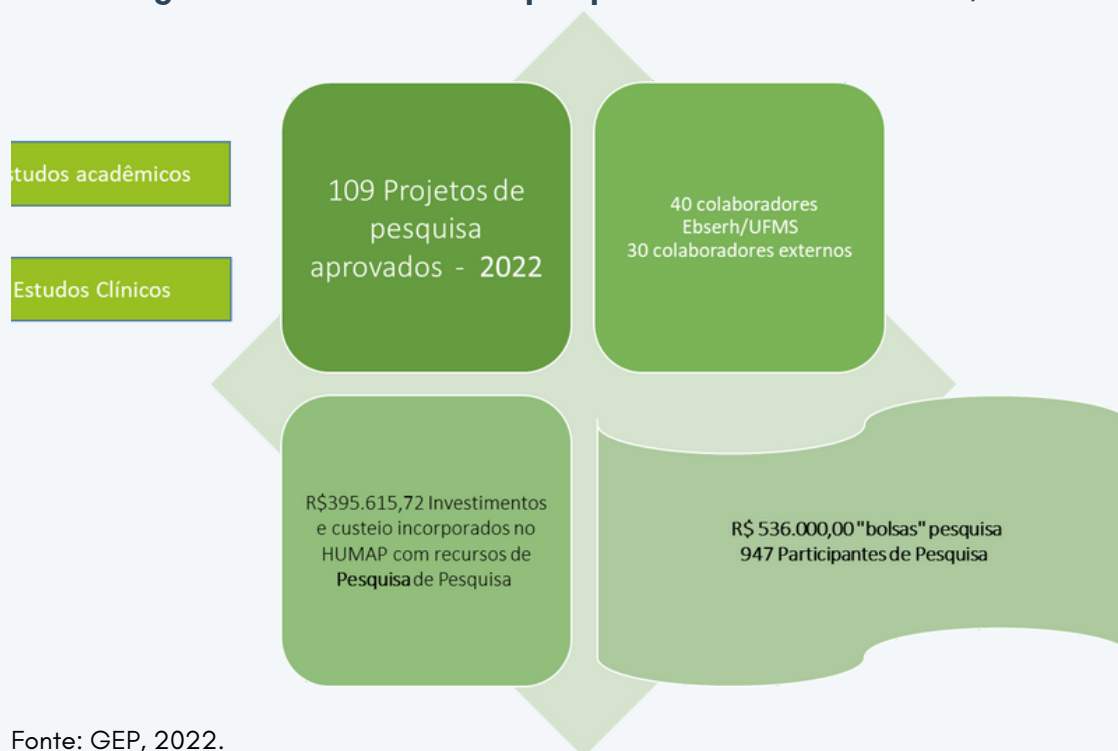 studos acadêmicos
Estudos Clínicos
109 Projetos de
pesquisa
aprovados - 2022
40 colaboradores
Ebserh/UFMS
30 colaboradores externos
R$395.615,72 Investimentos
e custeio incorporados no
HUMAP com recursos de
Pesquisa de Pesquisa
R$ 536.000,00 "bolsas" pesquisa
947 Participantes de Pesquisa
Fonte: GEP, 2022.